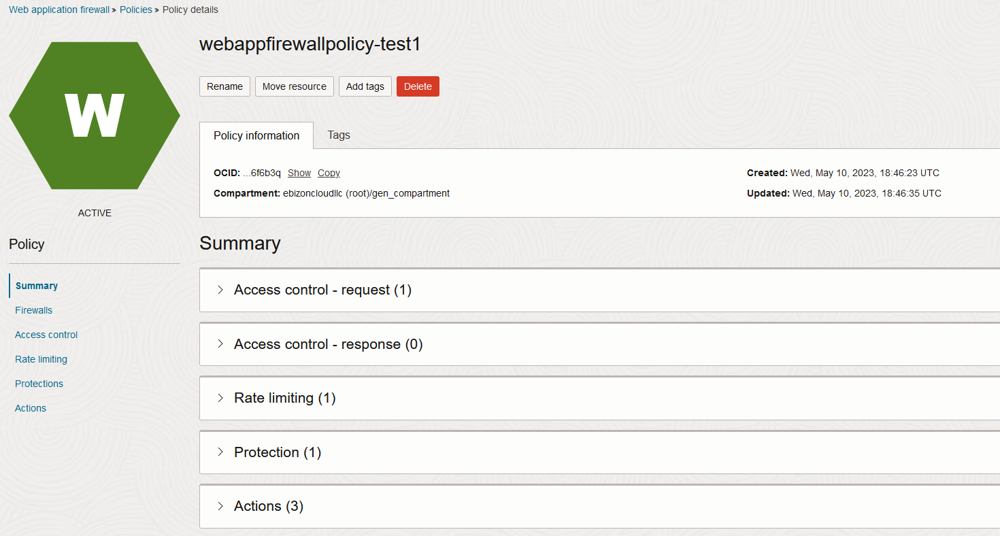 Web application firewall » Policies » Policy details
W
ACTIVE
webappfirewallpolicy-test1
Rename Move resource Add tags Delete
Policy information Tags
OCID: ...6f6b3q Show Copy
Compartment: ebizoncloudllc (root)/gen_compartment
Created: Wed, May 10, 2023, 18:46:23 UTC
Updated: Wed, May 10, 2023, 18:46:35 UTC
Policy
Summary
Firewalls
Access control
Rate limiting
Protections
Actions
Summary
Access control - request (1)
Access control - response (0)
Rate limiting (1)
Protection (1)
Actions (3)